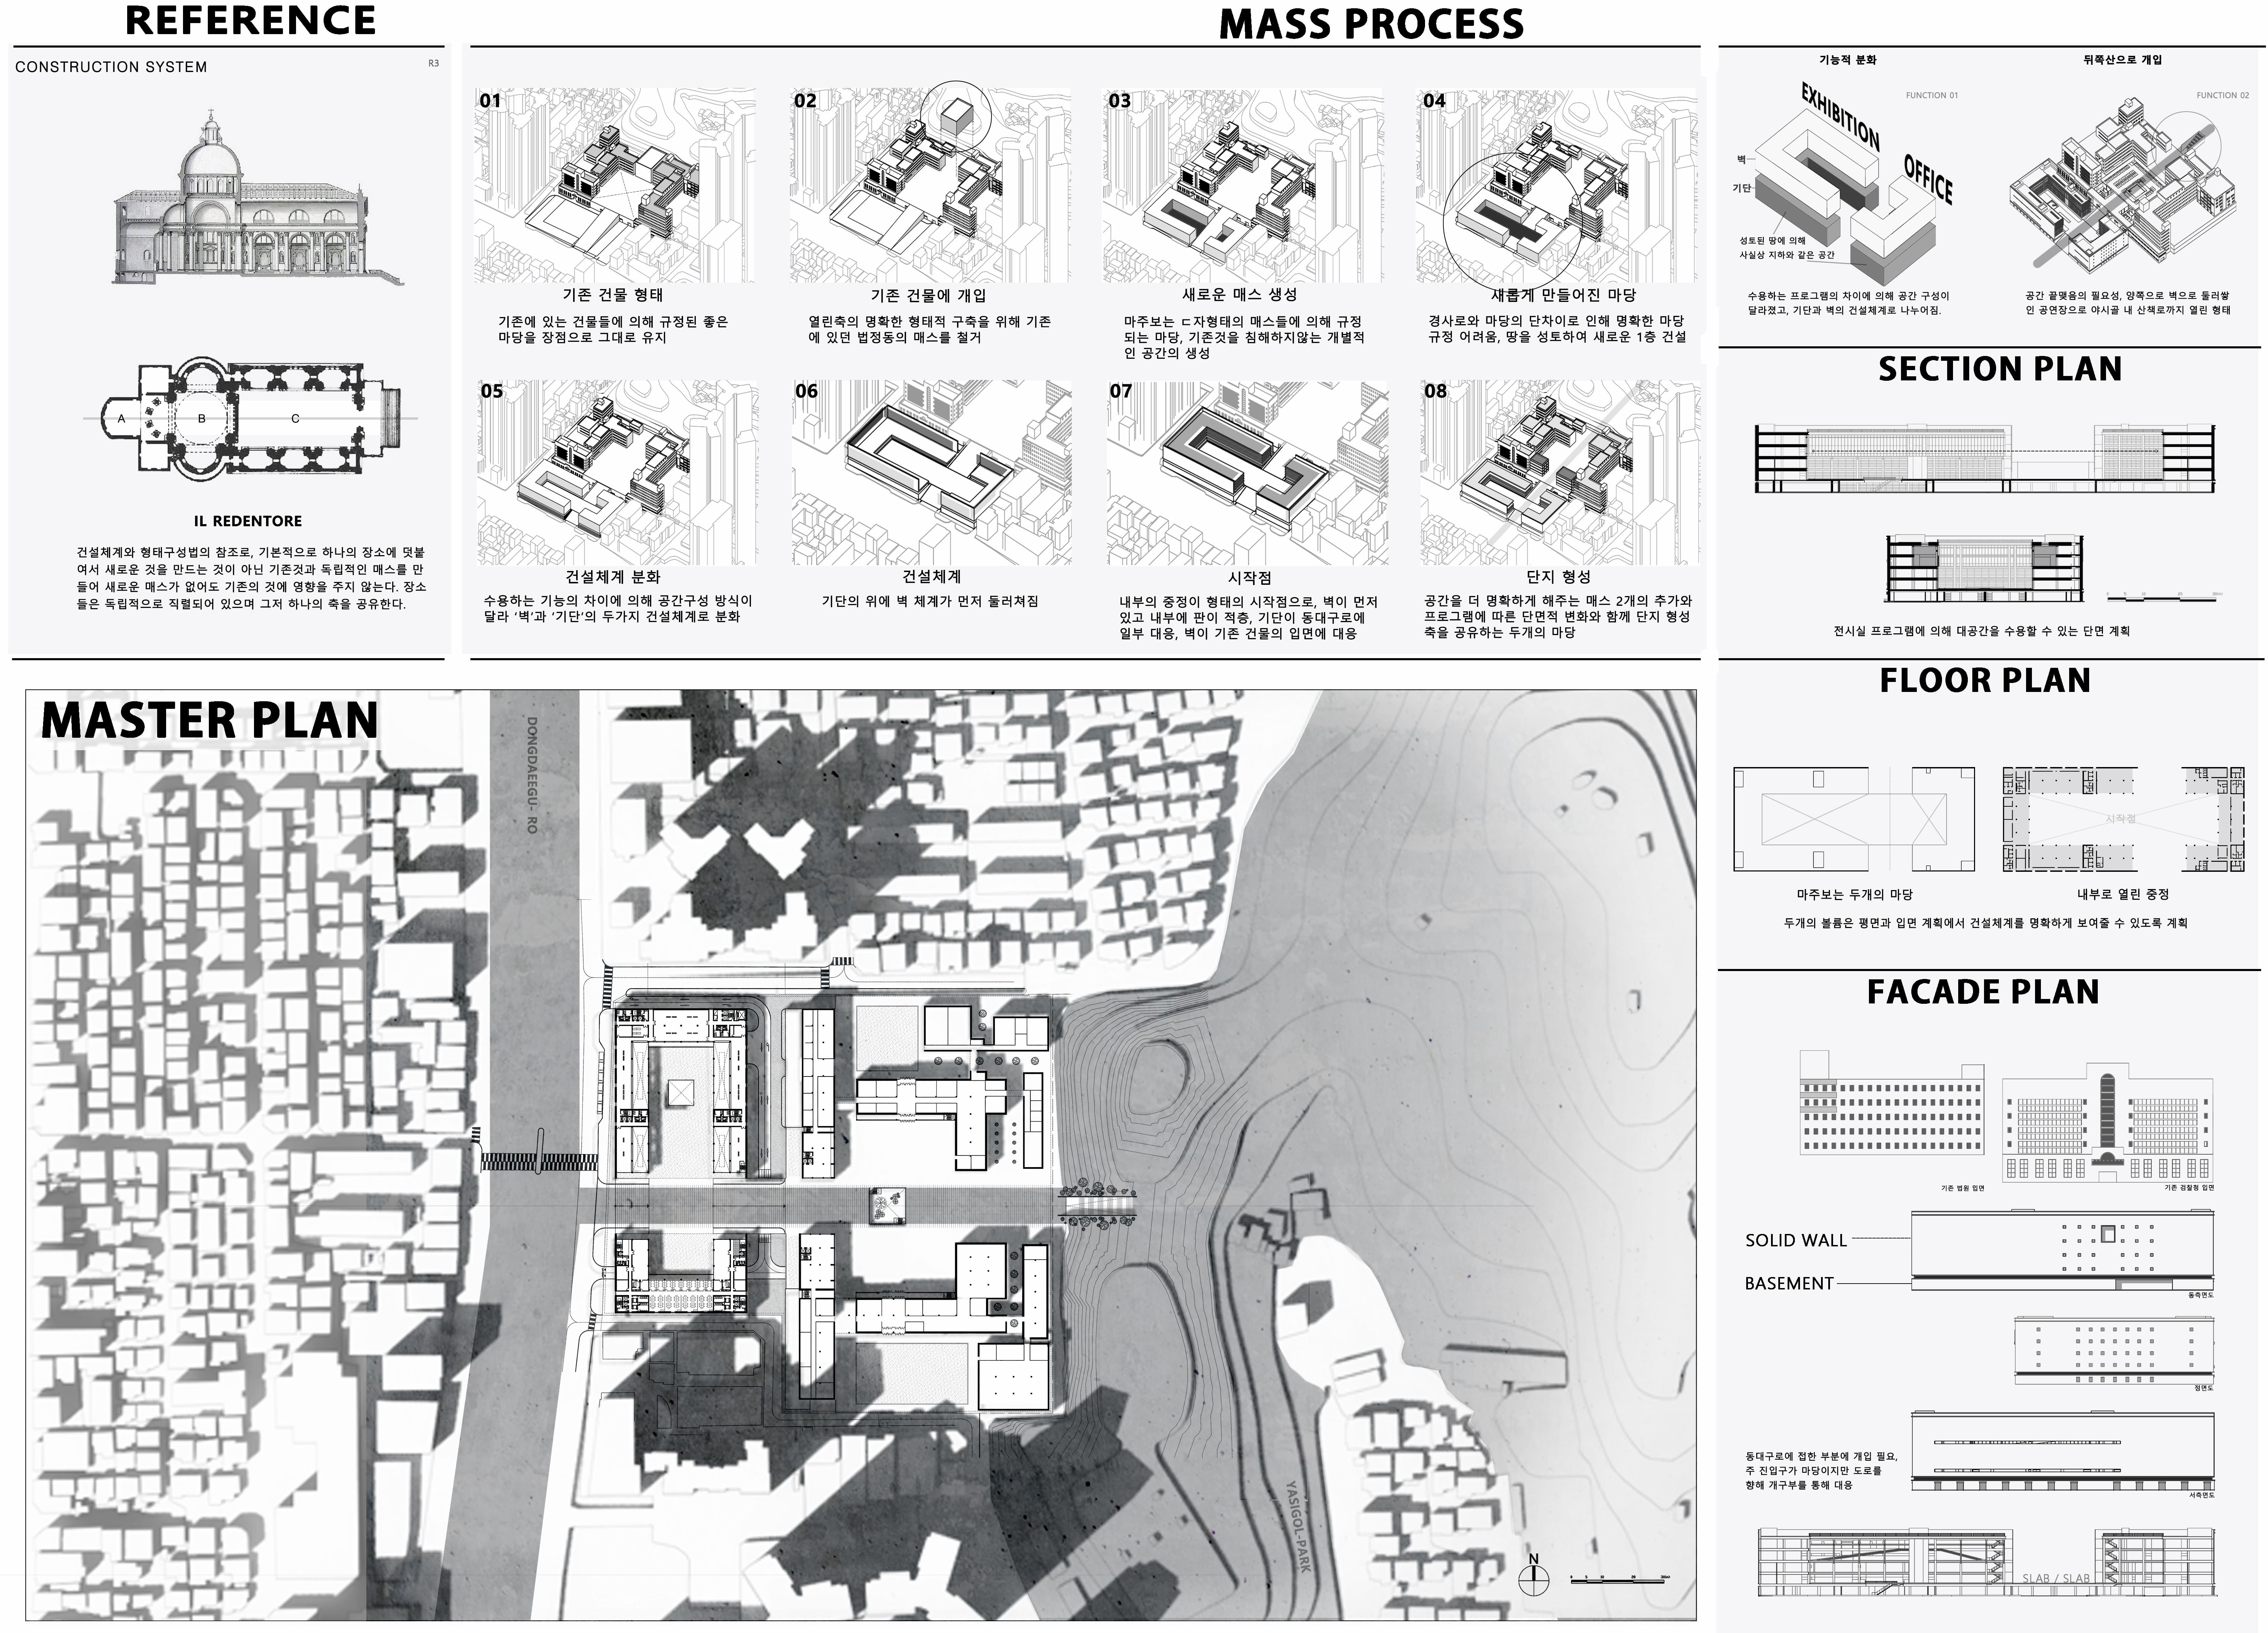 REFERENCE
CONSTRUCTION SYSTEM
R3
A
B
C
IL REDENTORE
건설체계와 형태구성법의 참조로, 기본적으로 하나의 장소에 덧붙
여서 새로운 것을 만드는 것이 아닌 기존것과 독립적인 매스를 만
들어 새로운 매스가 없어도 기존의 것에 영향을 주지 않는다. 장소
들은 독립적으로 직렬되어 있으며 그저 하나의 축을 공유한다.
MASS PROCESS
01
기존 건물 형태
기존에 있는 건물들에 의해 규정된 좋은
마당을 장점으로 그대로 유지
02
기존 건물에 개입
열린축의 명확한 형태적 구축을 위해 기존
에 있던 법정동의 매스를 철거
03
새로운 매스 생성
마주보는 ㄷ자형태의 매스들에 의해 규정
되는 마당, 기존것을 침해하지않는 개별적
인 공간의 생성
04
새롭게 만들어진 마당
경사로와 마당의 단차이로 인해 명확한 마당
규정 어려움, 땅을 성토하여 새로운 1층 건설
05
건설체계 분화
수용하는 기능의 차이에 의해 공간구성 방식이
달라 '벽'과 '기단'의 두가지 건설체계로 분화
06
건설체계
기단의 위에 벽 체계가 먼저 둘러쳐짐
07
시작점
내부의 중정이 형태의 시작점으로, 벽이 먼저
있고 내부에 판이 적층, 기단이 동대구로에
일부 대응, 벽이 기존 건물의 입면에 대응
08
단지 형성
공간을 더 명확하게 해주는 매스 2개의 추가와
프로그램에 따른 단면적 변화와 함께 단지 형성
축을 공유하는 두개의 마당
기능적 분화
FUNCTION 01
EXHIBITION
OFFICE
벽
기단
성토된 땅에 의해
사실상 지하와 같은 공간
수용하는 프로그램의 차이에 의해 공간 구성이
달라졌고, 기단과 벽의 건설체계로 나누어짐.
뒤쪽산으로 개입
FUNCTION 02
공간 끝맺음의 필요성, 양쪽으로 벽으로 둘러쌓
인 공연장으로 야시골 내 산책로까지 열린 형태
SECTION PLAN
전시실 프로그램에 의해 대공간을 수용할 수 있는 단면 계획
FLOOR PLAN
시작점
마주보는 두개의 마당
내부로 열린 중정
두개의 볼륨은 평면과 입면 계획에서 건설체계를 명확하게 보여줄 수 있도록 계획
FACADE PLAN
기존 법원 입면
기존 검찰청 입면
SOLID WALL
BASEMENT
동측면도
정면도
동대구로에 접한 부분에 개입 필요,
주 진입구가 마당이지만 도로를
향해 개구부를 통해 대응
서측면도
SLAB / SLAB
MASTER PLAN
DONGDAEGU- RO
YASIGOL-PARK
N